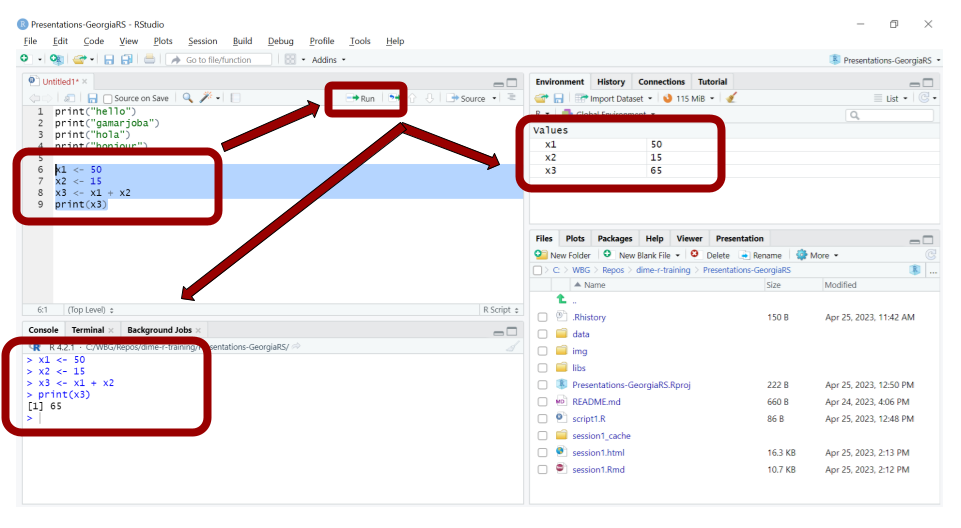 Presentations-GeorgiaRS - RStudio
File Edit Code View Plots Session Build Debug Profile Tools Help
Go to file/function Addins Presentations-GeorgiaRS
Untitled1*
Source on Save Run Source
1 print("hello")
2 print("gamarjoba")
3 print("hola")
4 print("bonjour")
5
6 x1 <- 50
7 x2 <- 15
8 x3 <- x1 + x2
9 print(x3)
6:1 (Top Level) R Script
Console Terminal Background Jobs
R 4.2.1 · C:/WBG/Repos/dime-r-training/Presentations-GeorgiaRS/
> x1 <- 50
> x2 <- 15
> x3 <- x1 + x2
> print(x3)
[1] 65
>
Environment History Connections Tutorial
Import Dataset 115 MiB List
R Global Environment
Values
x1 50
x2 15
x3 65
Files Plots Packages Help Viewer Presentation
New Folder New Blank File Delete Rename More
C: > WBG > Repos > dime-r-training > Presentations-GeorgiaRS ...
Name Size Modified
..
.Rhistory 150 B Apr 25, 2023, 11:42 AM
data
img
libs
Presentations-GeorgiaRS.Rproj 222 B Apr 25, 2023, 12:50 PM
README.md 660 B Apr 24, 2023, 4:06 PM
script1.R 86 B Apr 25, 2023, 12:48 PM
session1_cache
session1.html 16.3 KB Apr 25, 2023, 2:13 PM
session1.Rmd 10.7 KB Apr 25, 2023, 2:12 PM